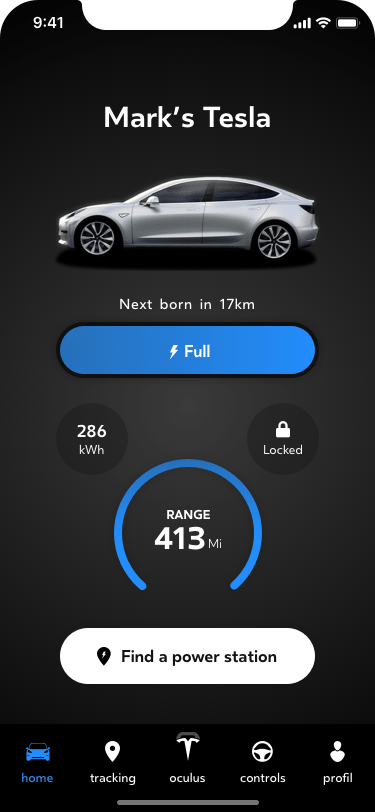 9:41
Mark’s Tesla
Next born in 17km
Full
286
kWh
Locked
RANGE
413 Mi
Find a power station
home
tracking
oculus
controls
profil